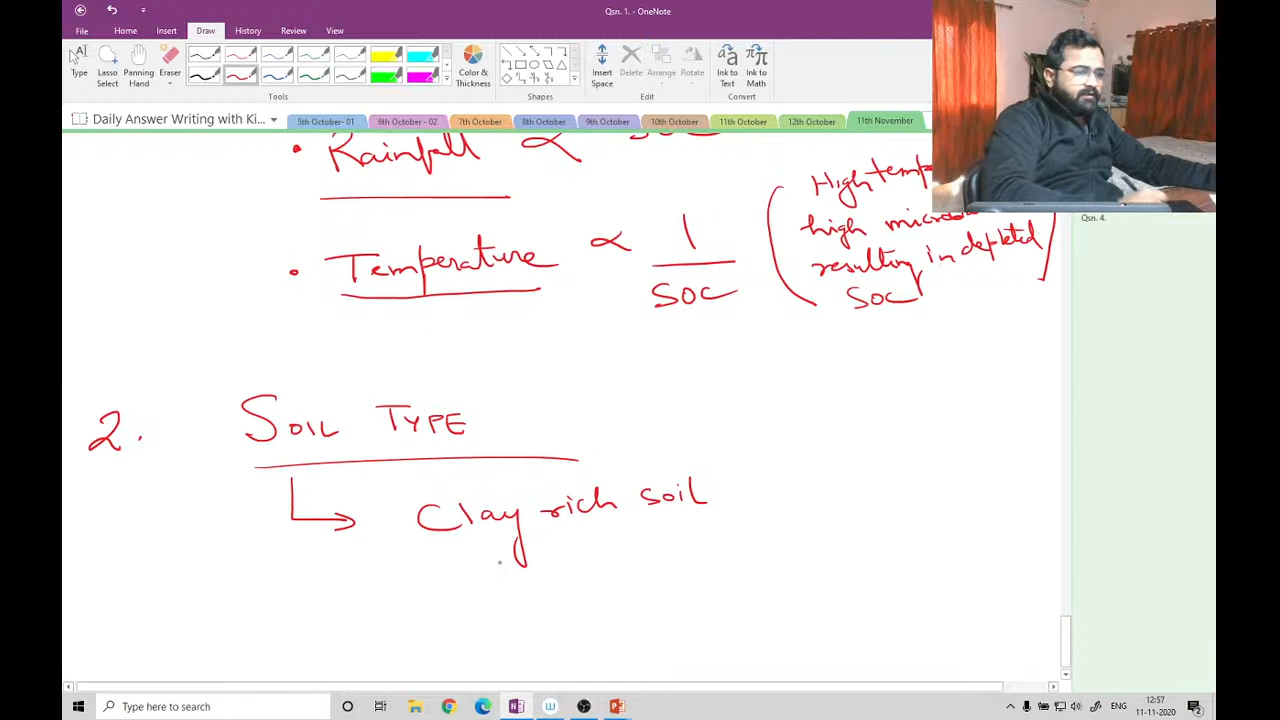 Qsn. 1. - OneNote
File Home Insert Draw History Review View
Type Lasso Select Panning Hand Eraser Color & Thickness Insert Space Delete Arrange Rotate Ink to Text Ink to Math
Tools Shapes Edit Convert
Daily Answer Writing with Ki... 5th October- 01 6th October - 02 7th October 8th October 9th October 10th October 11th October 12th October 11th November
• Rainfall ∝
Qsn. 4.
High temp
• Temperature ∝ 1
high
resulting in depleted
SOC
SOC
2. SOIL TYPE
Clay rich soil
Type here to search
ENG 12:57
11-11-2020
2